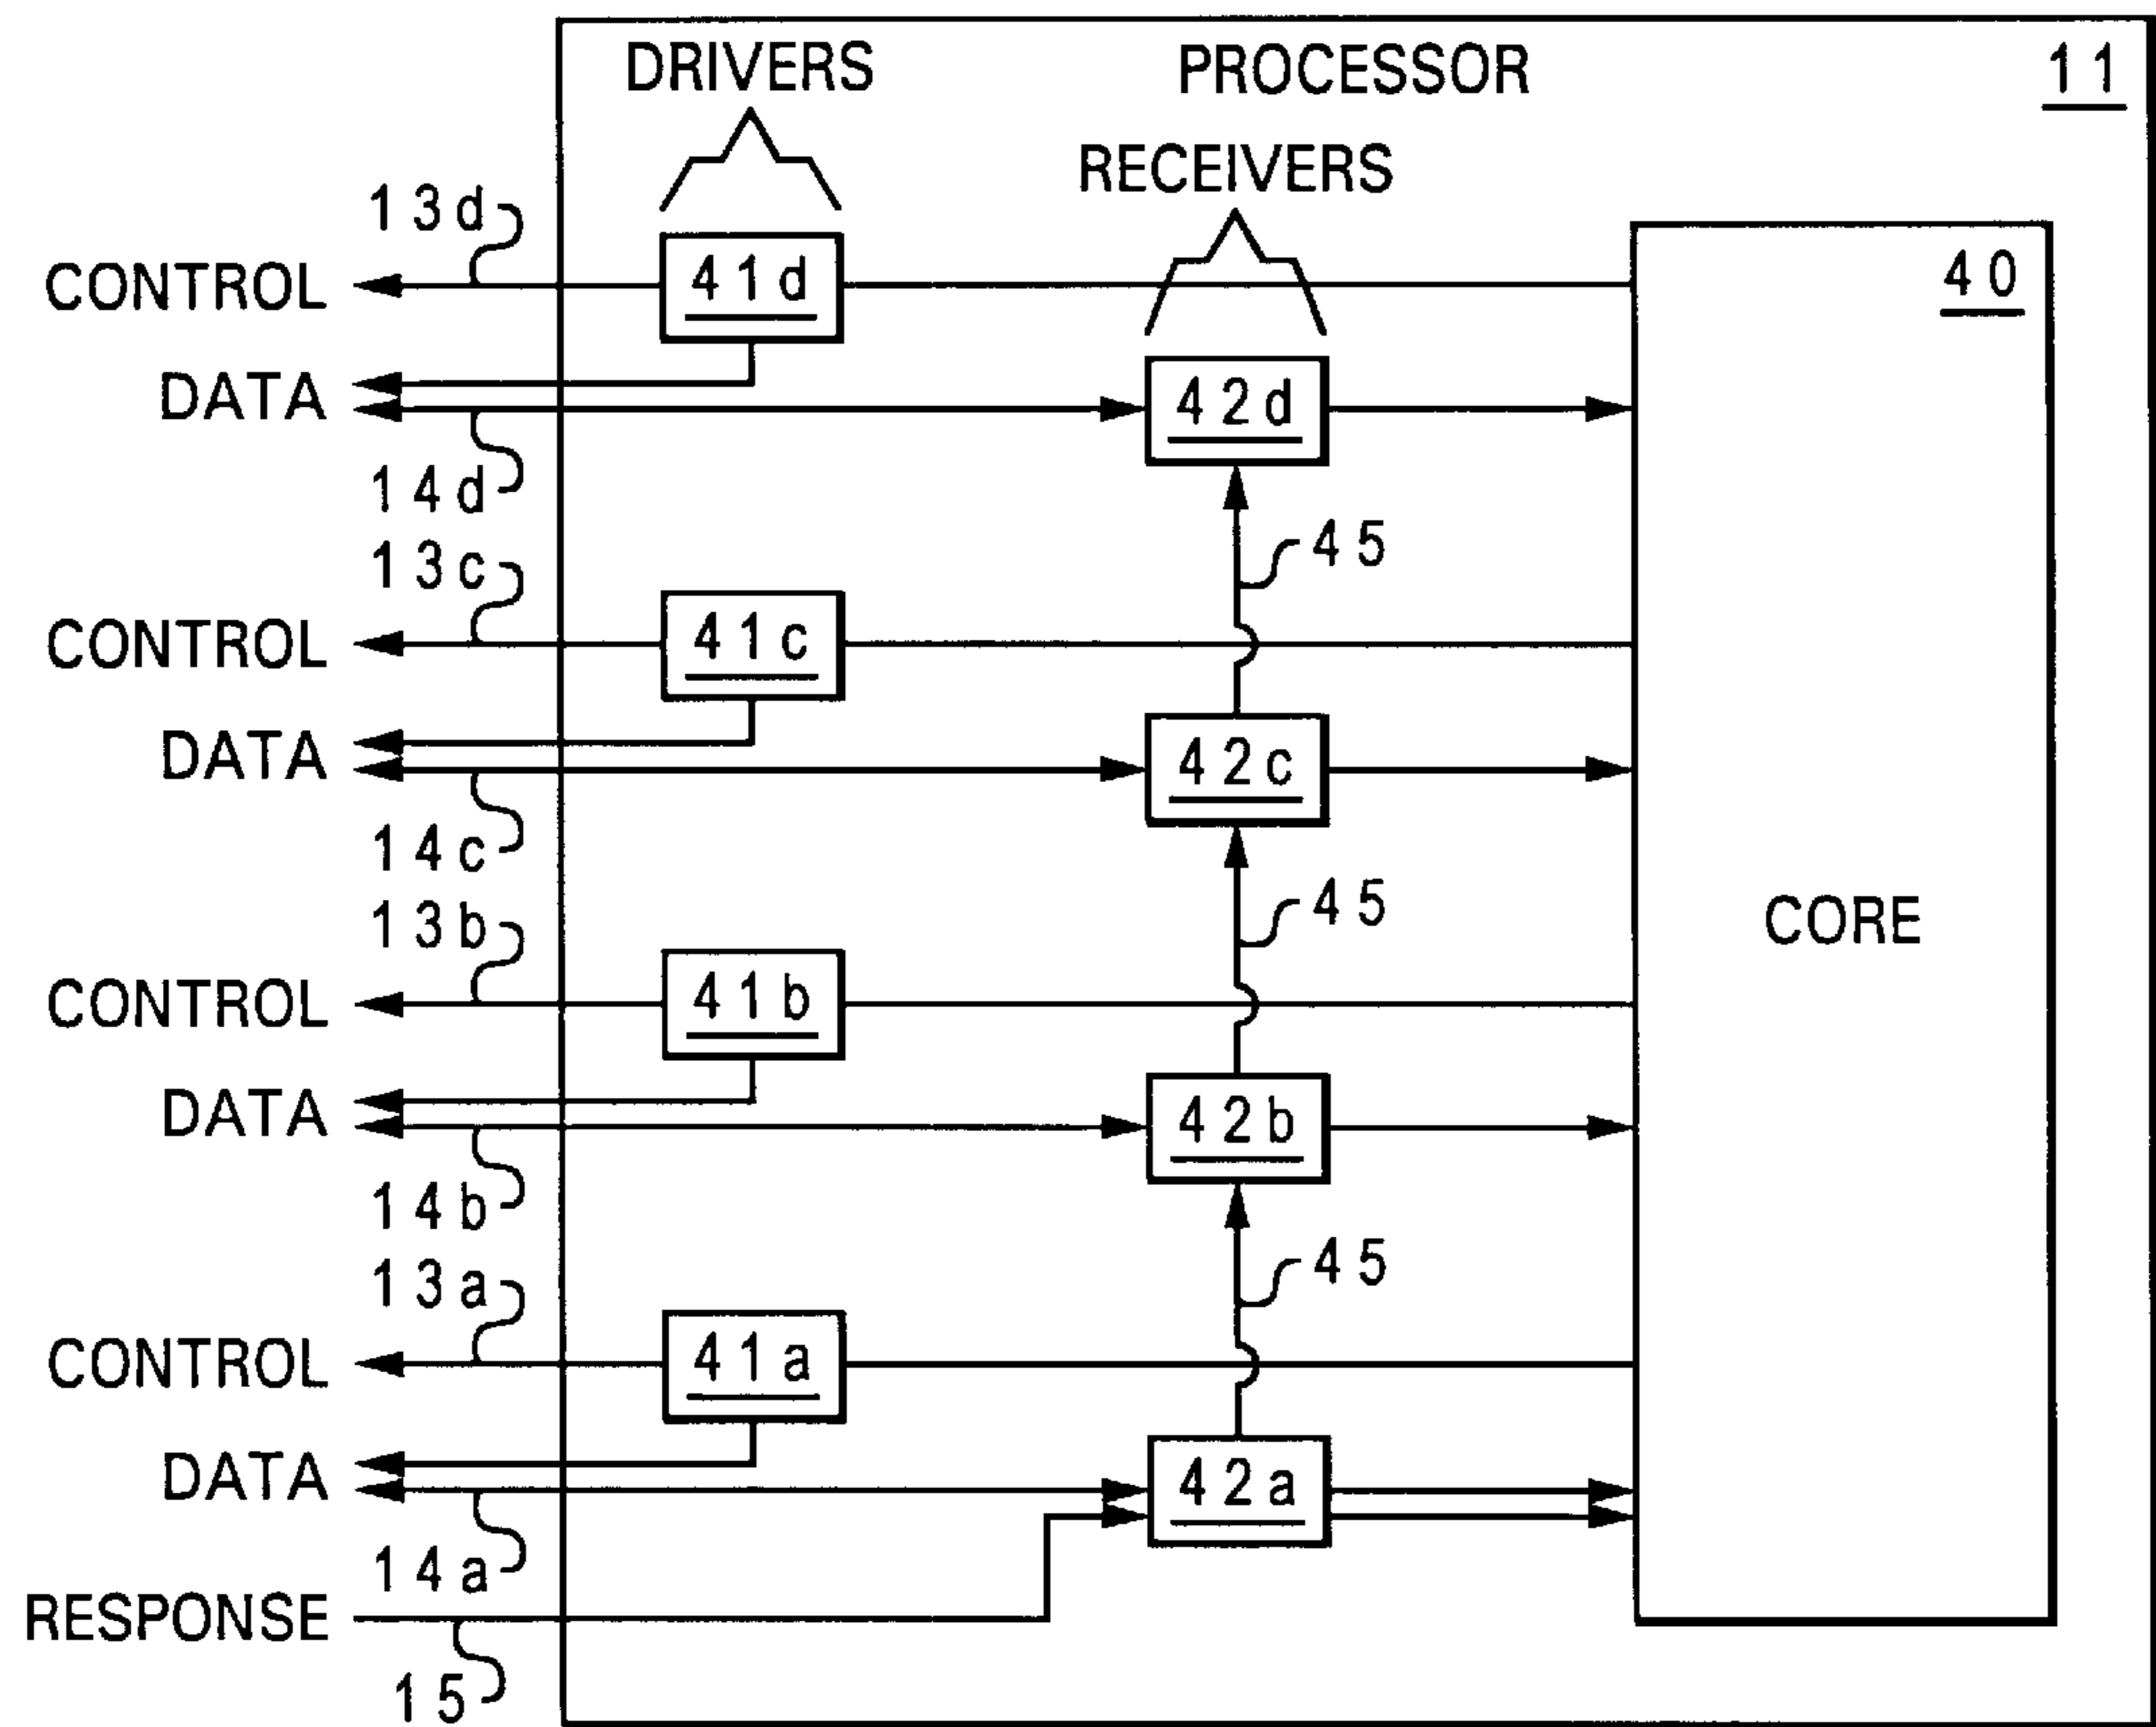 DRIVERS
PROCESSOR
11
RECEIVERS
13d
CONTROL
41d
40
DATA
42d
14d
45
13c
CONTROL
41c
DATA
42c
14c
45
13b
CORE
CONTROL
41b
DATA
42b
14b
45
13a
CONTROL
41a
DATA
42a
14a
RESPONSE
15